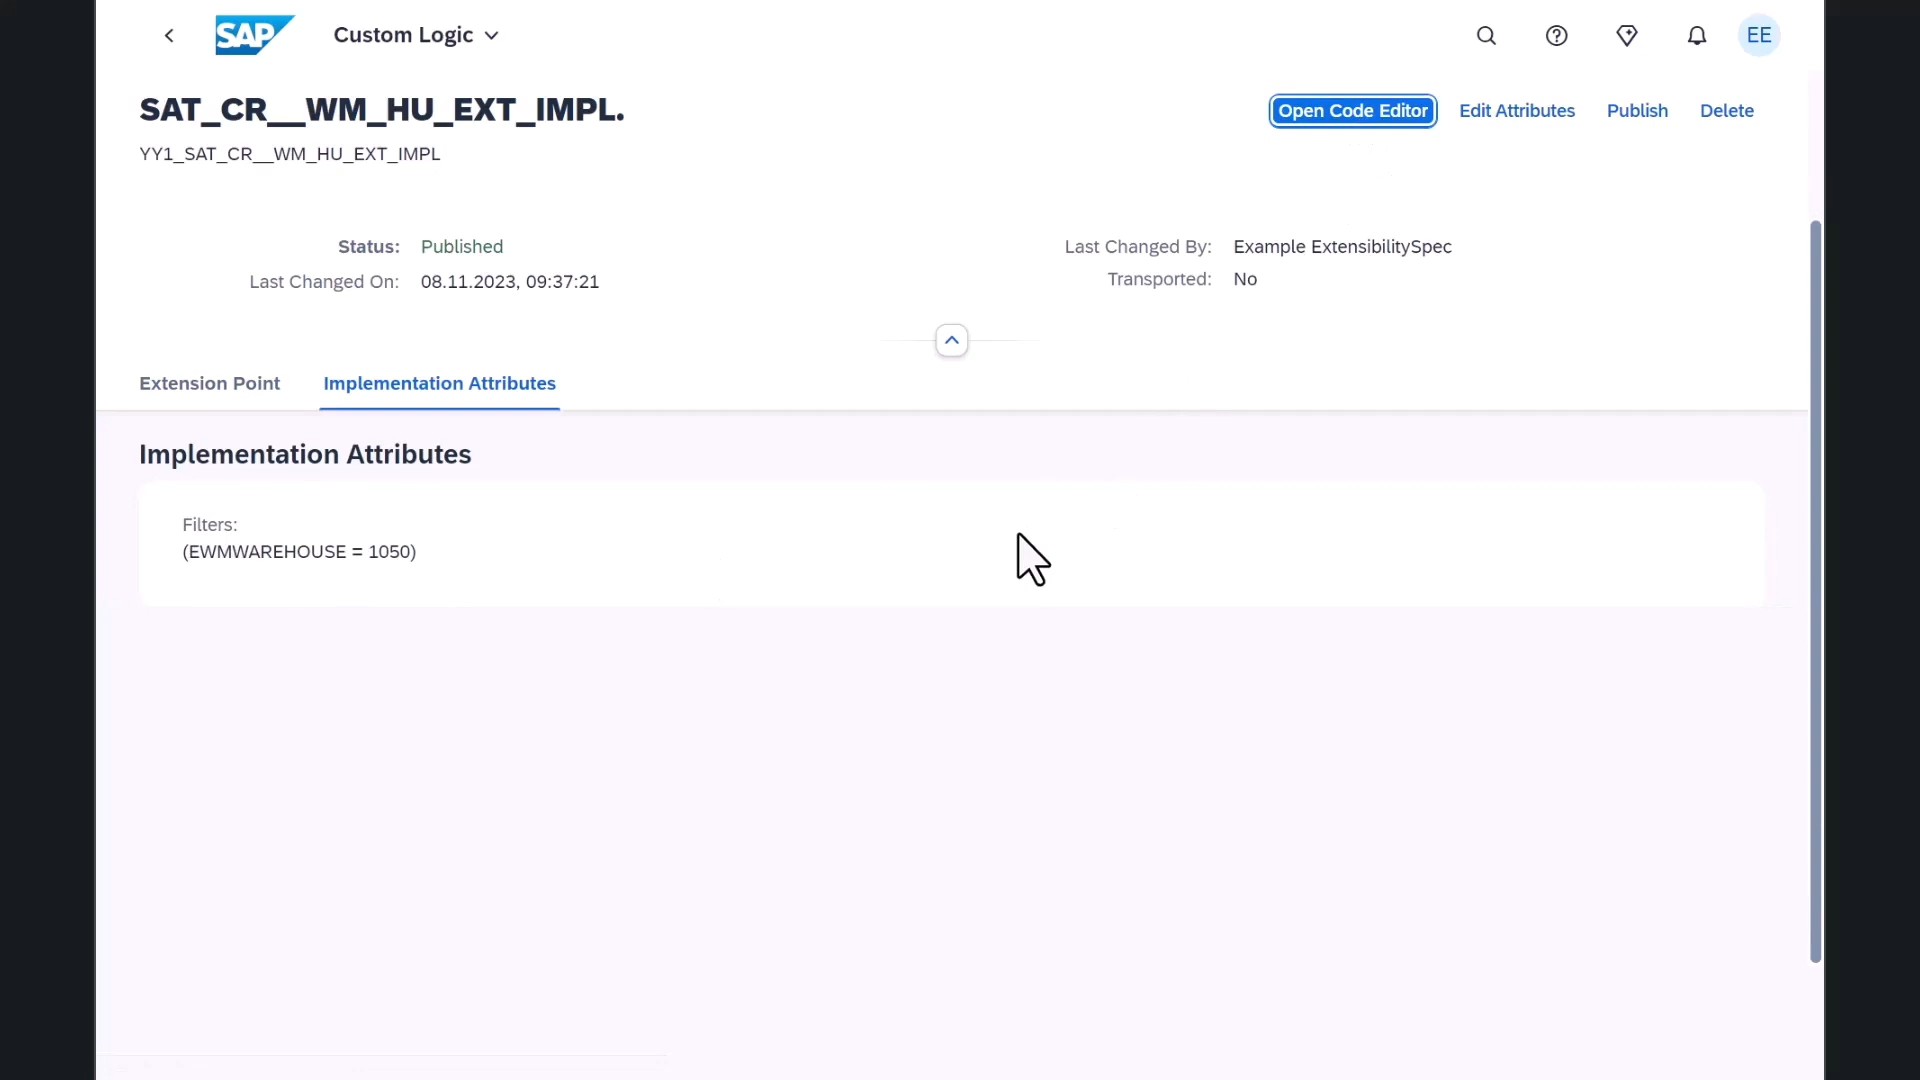 SAP Custom Logic EE
SAT_CR__WM_HU_EXT_IMPL. Open Code Editor Edit Attributes Publish Delete
YY1_SAT_CR__WM_HU_EXT_IMPL
Status: Published Last Changed By: Example ExtensibilitySpec
Last Changed On: 08.11.2023, 09:37:21 Transported: No
Extension Point Implementation Attributes
Implementation Attributes
Filters:
(EWMWAREHOUSE = 1050)